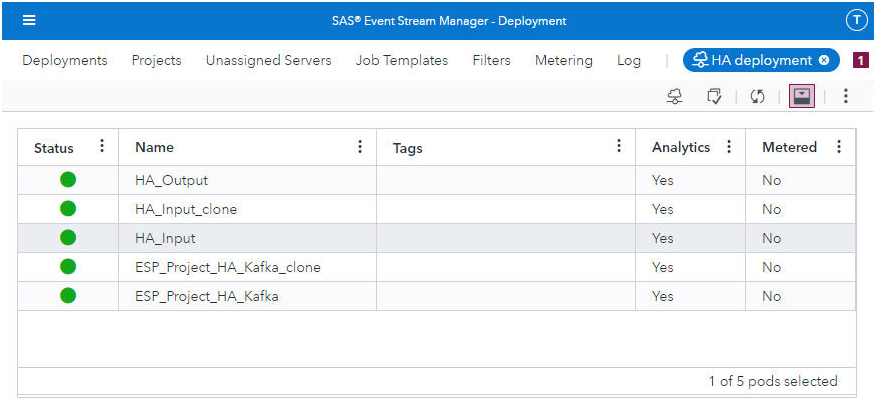 SAS® Event Stream Manager - Deployment T
Deployments Projects Unassigned Servers Job Templates Filters Metering Log HA deployment 1
Status Name Tags Analytics Metered
HA_Output Yes No
HA_Input_clone Yes No
HA_Input Yes No
ESP_Project_HA_Kafka_clone Yes No
ESP_Project_HA_Kafka Yes No
1 of 5 pods selected